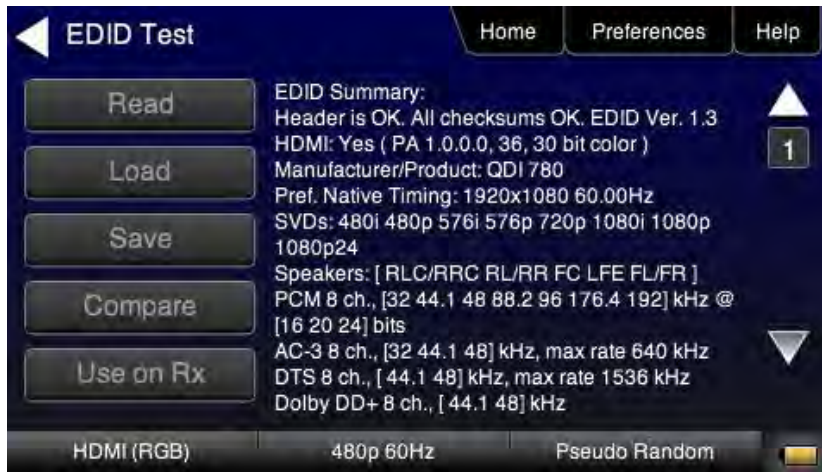 EDID Test
Home
Preferences
Help
Read
Load
Save
Compare
Use on Rx
EDID Summary:
Header is OK. All checksums OK. EDID Ver. 1.3
HDMI: Yes ( PA 1.0.0.0, 36, 30 bit color )
Manufacturer/Product: QDI 780
Pref. Native Timing: 1920x1080 60.00Hz
SVDs: 480i 480p 576i 576p 720p 1080i 1080p
1080p24
Speakers: [ RLC/RRC RL/RR FC LFE FL/FR ]
PCM 8 ch., [32 44.1 48 88.2 96 176.4 192] kHz @
[16 20 24] bits
AC-3 8 ch., [32 44.1 48] kHz, max rate 640 kHz
DTS 8 ch., [ 44.1 48] kHz, max rate 1536 kHz
Dolby DD+ 8 ch., [ 44.1 48] kHz
1
HDMI (RGB)
480p 60Hz
Pseudo Random